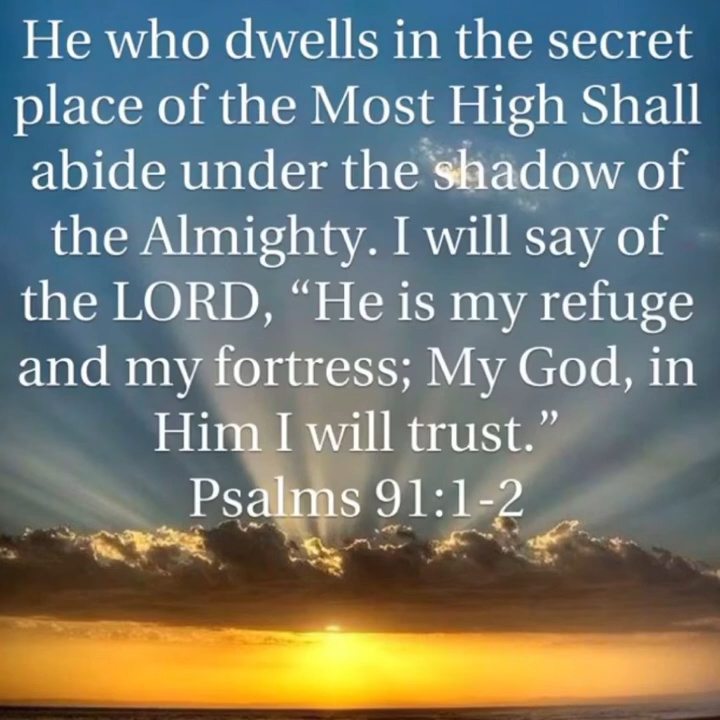 He who dwells in the secret
place of the Most High Shall
abide under the shadow of
the Almighty. I will say of
the LORD, “He is my refuge
and my fortress; My God, in
Him I will trust.”
Psalms 91:1-2